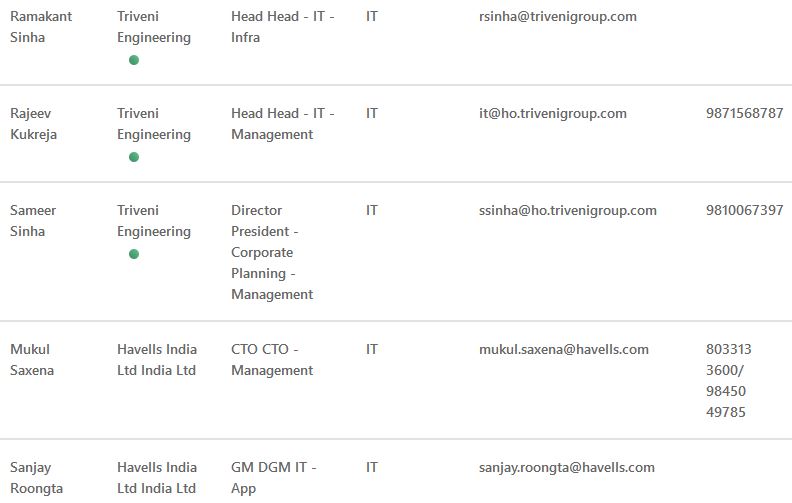 Ramakant Triveni Head Head - IT - IT rsinha@trivenigroup.com
Sinha Engineering Infra
Rajeev Triveni Head Head - IT - IT it@ho.trivenigroup.com 9871568787
Kukreja Engineering Management
Sameer Triveni Director IT ssinha@ho.trivenigroup.com 9810067397
Sinha Engineering President -
Corporate
Planning -
Management
Mukul Havells India CTO CTO - IT mukul.saxena@havells.com 803313
Saxena Ltd India Ltd Management 3600/
98450
49785
Sanjay Havells India GM DGM IT - IT sanjay.roongta@havells.com
Roongta Ltd India Ltd App